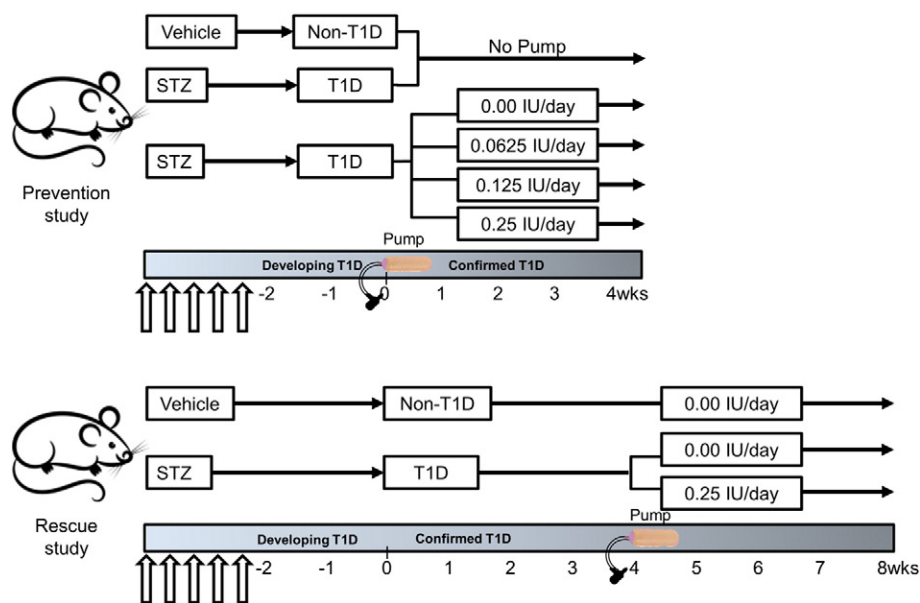 Vehicle
Non-T1D
No Pump
STZ
T1D
0.00 IU/day
0.0625 IU/day
STZ
T1D
0.125 IU/day
0.25 IU/day
Prevention
study
Pump
Developing T1D
Confirmed T1D
-2 -1 0 1 2 3 4wks
Vehicle
Non-T1D
0.00 IU/day
STZ
T1D
0.00 IU/day
0.25 IU/day
Rescue
study
Pump
Developing T1D
Confirmed T1D
-2 -1 0 1 2 3 4 5 6 7 8wks